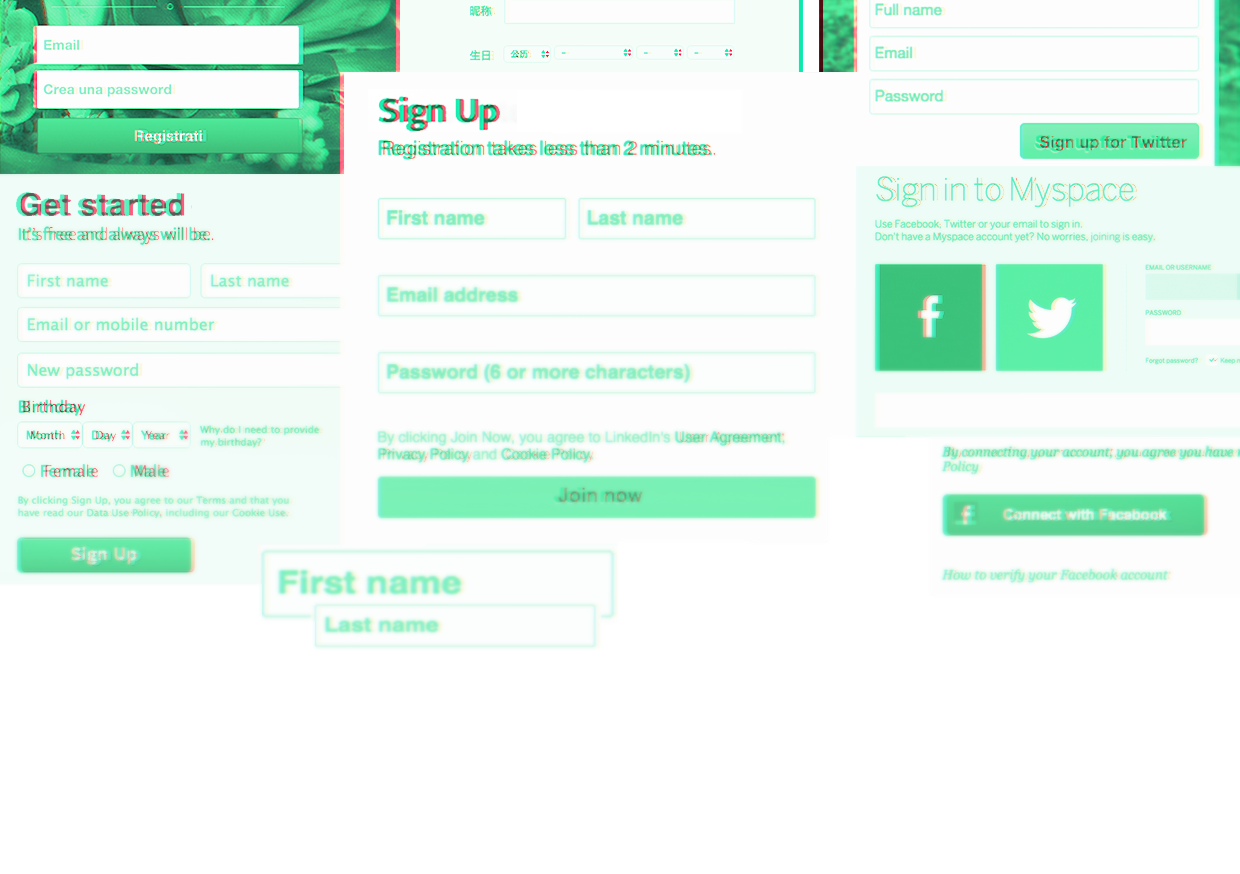 Email
Crea una password
Registrati
昵称
生日
公历
-
-
-
Full name
Email
Password
Sign up for Twitter
Get started
It's free and always will be.
First name
Last name
Email or mobile number
New password
Birthday
Month
Day
Year
Why do I need to provide
my birthday?
Female
Male
By clicking Sign Up, you agree to our Terms and that you
have read our Data Use Policy, including our Cookie Use.
Sign Up
Sign Up
Registration takes less than 2 minutes.
First name
Last name
Email address
Password (6 or more characters)
By clicking Join Now, you agree to LinkedIn's User Agreement,
Privacy Policy and Cookie Policy.
Join now
First name
Last name
Sign in to Myspace
Use Facebook, Twitter or your email to sign in.
Don't have a Myspace account yet? No worries, joining is easy.
EMAIL OR USERNAME
PASSWORD
Forgot password?
Keep
By connecting your account, you agree you have
Policy
Connect with Facebook
How to verify your Facebook account